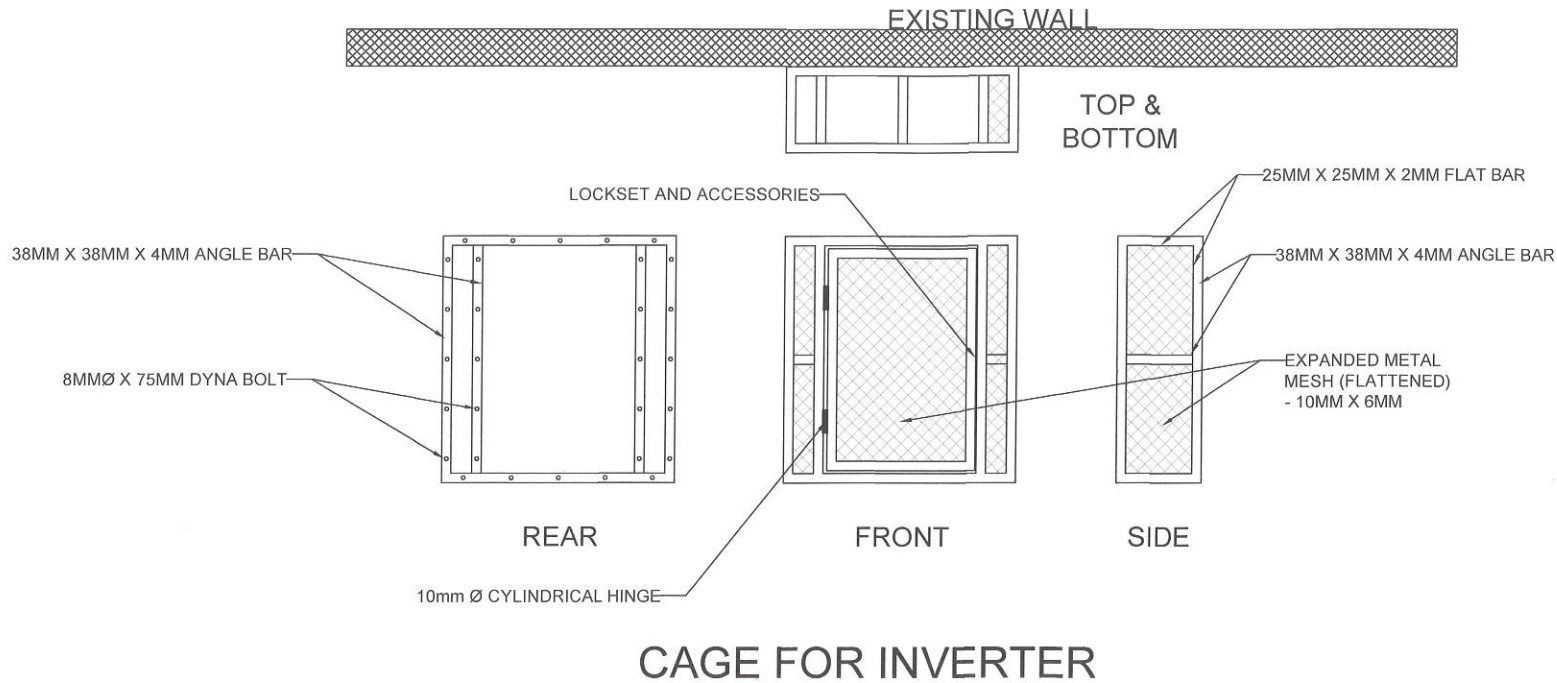 EXISTING WALL
TOP &
BOTTOM
25MM X 25MM X 2MM FLAT BAR
LOCKSET AND ACCESSORIES
38MM X 38MM X 4MM ANGLE BAR
38MM X 38MM X 4MM ANGLE BAR
8MMØ X 75MM DYNA BOLT
EXPANDED METAL
MESH (FLATTENED)
- 10MM X 6MM
REAR
FRONT
SIDE
10mm Ø CYLINDRICAL HINGE
CAGE FOR INVERTER